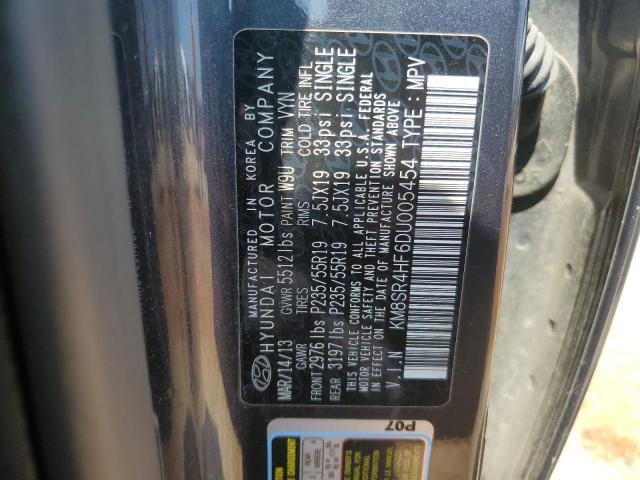 MANUFACTURED IN KOREA BY
HYUNDAI MOTOR COMPANY
MAR/14/13 GVWR 5512lbs PAINT W9U TRIM VYN
GAWR TIRES RIMS COLD TIRE INFL
FRONT 2976lbs P235/55R19 7.5JX19 33psi SINGLE
REAR 3197lbs P235/55R19 7.5JX19 33psi SINGLE
THIS VEHICLE CONFORMS TO ALL APPLICABLE U.S.A. FEDERAL
MOTOR VEHICLE SAFETY AND THEFT PREVENTION STANDARDS
IN EFFECT ON THE DATE OF MANUFACTURE SHOWN ABOVE
V.I.N KM8SR4HF6DU005454 TYPE : MPV
P07
REAR